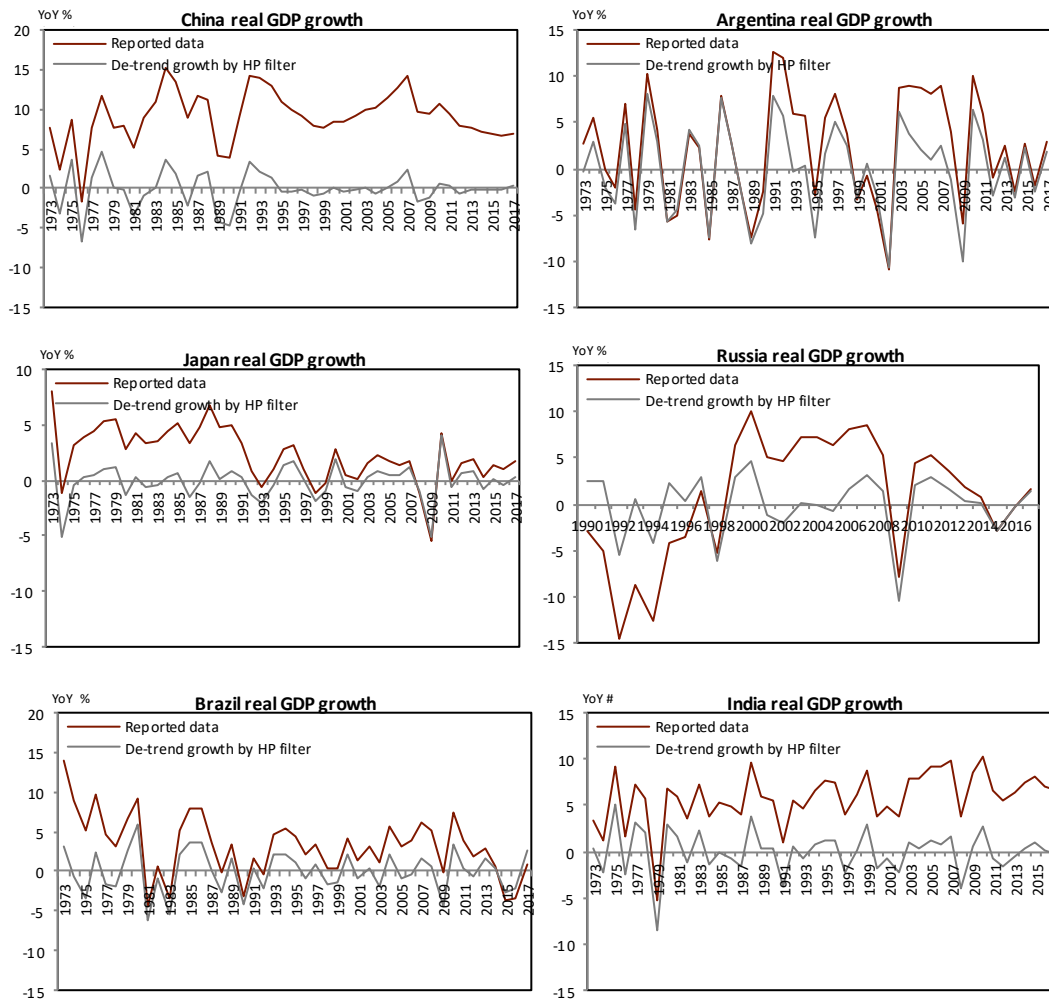 YoY %
China real GDP growth
20
15
10
5
0
-5
-10
-15
Reported data
De-trend growth by HP filter
1973 1975 1977 1979 1981 1983 1985 1987 1989 1991 1993 1995 1997 1999 2001 2003 2005 2007 2009 2011 2013 2015 2017
YoY %
Argentina real GDP growth
15
10
5
0
-5
-10
-15
Reported data
De-trend growth by HP filter
1973 1975 1977 1979 1981 1983 1985 1987 1989 1991 1993 1995 1997 1999 2001 2003 2005 2007 2009 2011 2013 2015 2017
YoY %
Japan real GDP growth
10
5
0
-5
-10
-15
Reported data
De-trend growth by HP filter
1973 1975 1977 1979 1981 1983 1985 1987 1989 1991 1993 1995 1997 1999 2001 2003 2005 2007 2009 2011 2013 2015 2017
YoY %
Russia real GDP growth
15
10
5
0
-5
-10
-15
Reported data
De-trend growth by HP filter
1990 1992 1994 1996 1998 2000 2002 2004 2006 2008 2010 2012 2014 2016
YoY %
Brazil real GDP growth
20
15
10
5
0
-5
-10
-15
Reported data
De-trend growth by HP filter
1973 1975 1977 1979 1981 1983 1985 1987 1989 1991 1993 1995 1997 1999 2001 2003 2005 2007 2009 2011 2013 2015 2017
YoY #
India real GDP growth
15
10
5
0
-5
-10
-15
Reported data
De-trend growth by HP filter
1973 1975 1977 1979 1981 1983 1985 1987 1989 1991 1993 1995 1997 1999 2001 2003 2005 2007 2009 2011 2013 2015